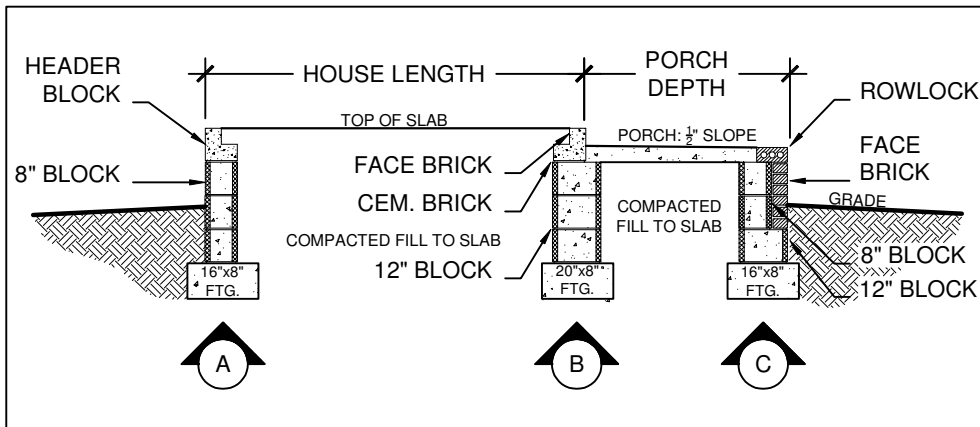 HEADER
BLOCK
HOUSE LENGTH
PORCH
DEPTH
ROWLOCK
TOP OF SLAB
PORCH: 1/2" SLOPE
8" BLOCK
FACE BRICK
FACE
BRICK
CEM. BRICK
GRADE
COMPACTED FILL TO SLAB
COMPACTED
FILL TO SLAB
12" BLOCK
8" BLOCK
12" BLOCK
16"x8"
FTG.
20"x8"
FTG.
16"x8"
FTG.
A
B
C